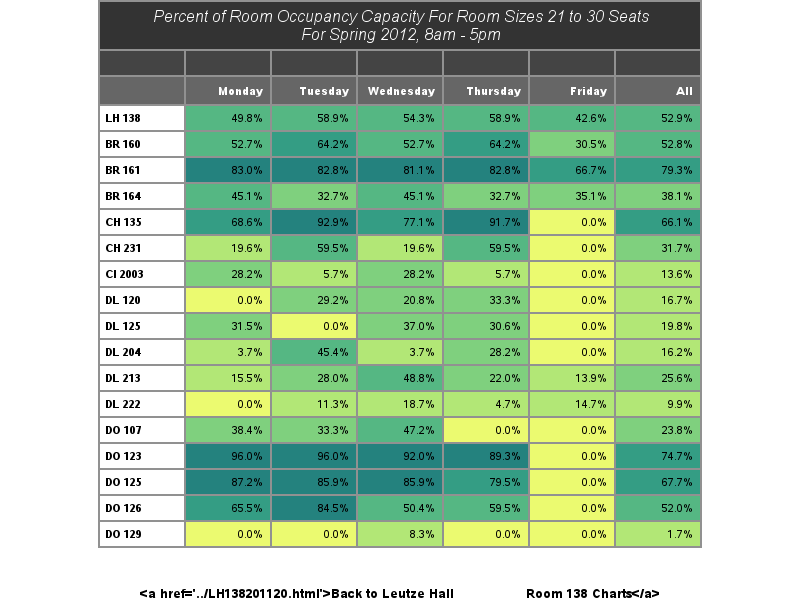 Percent of Room Occupancy Capacity For Room Sizes 21 to 30 Seats
For Spring 2012, 8am - 5pm
Monday Tuesday Wednesday Thursday Friday All
LH 138 49.8% 58.9% 54.3% 58.9% 42.6% 52.9%
BR 160 52.7% 64.2% 52.7% 64.2% 30.5% 52.8%
BR 161 83.0% 82.8% 81.1% 82.8% 66.7% 79.3%
BR 164 45.1% 32.7% 45.1% 32.7% 35.1% 38.1%
CH 135 68.6% 92.9% 77.1% 91.7% 0.0% 66.1%
CH 231 19.6% 59.5% 19.6% 59.5% 0.0% 31.7%
CI 2003 28.2% 5.7% 28.2% 5.7% 0.0% 13.6%
DL 120 0.0% 29.2% 20.8% 33.3% 0.0% 16.7%
DL 125 31.5% 0.0% 37.0% 30.6% 0.0% 19.8%
DL 204 3.7% 45.4% 3.7% 28.2% 0.0% 16.2%
DL 213 15.5% 28.0% 48.8% 22.0% 13.9% 25.6%
DL 222 0.0% 11.3% 18.7% 4.7% 14.7% 9.9%
DO 107 38.4% 33.3% 47.2% 0.0% 0.0% 23.8%
DO 123 96.0% 96.0% 92.0% 89.3% 0.0% 74.7%
DO 125 87.2% 85.9% 85.9% 79.5% 0.0% 67.7%
DO 126 65.5% 84.5% 50.4% 59.5% 0.0% 52.0%
DO 129 0.0% 0.0% 8.3% 0.0% 0.0% 1.7%
<a href='../LH138201120.html'>Back to Leutze Hall Room 138 Charts</a>